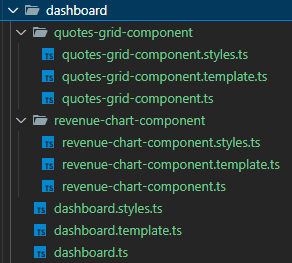 dashboard
quotes-grid-component
TS quotes-grid-component.styles.ts
TS quotes-grid-component.template.ts
TS quotes-grid-component.ts
revenue-chart-component
TS revenue-chart-component.styles.ts
TS revenue-chart-component.template.ts
TS revenue-chart-component.ts
TS dashboard.styles.ts
TS dashboard.template.ts
TS dashboard.ts